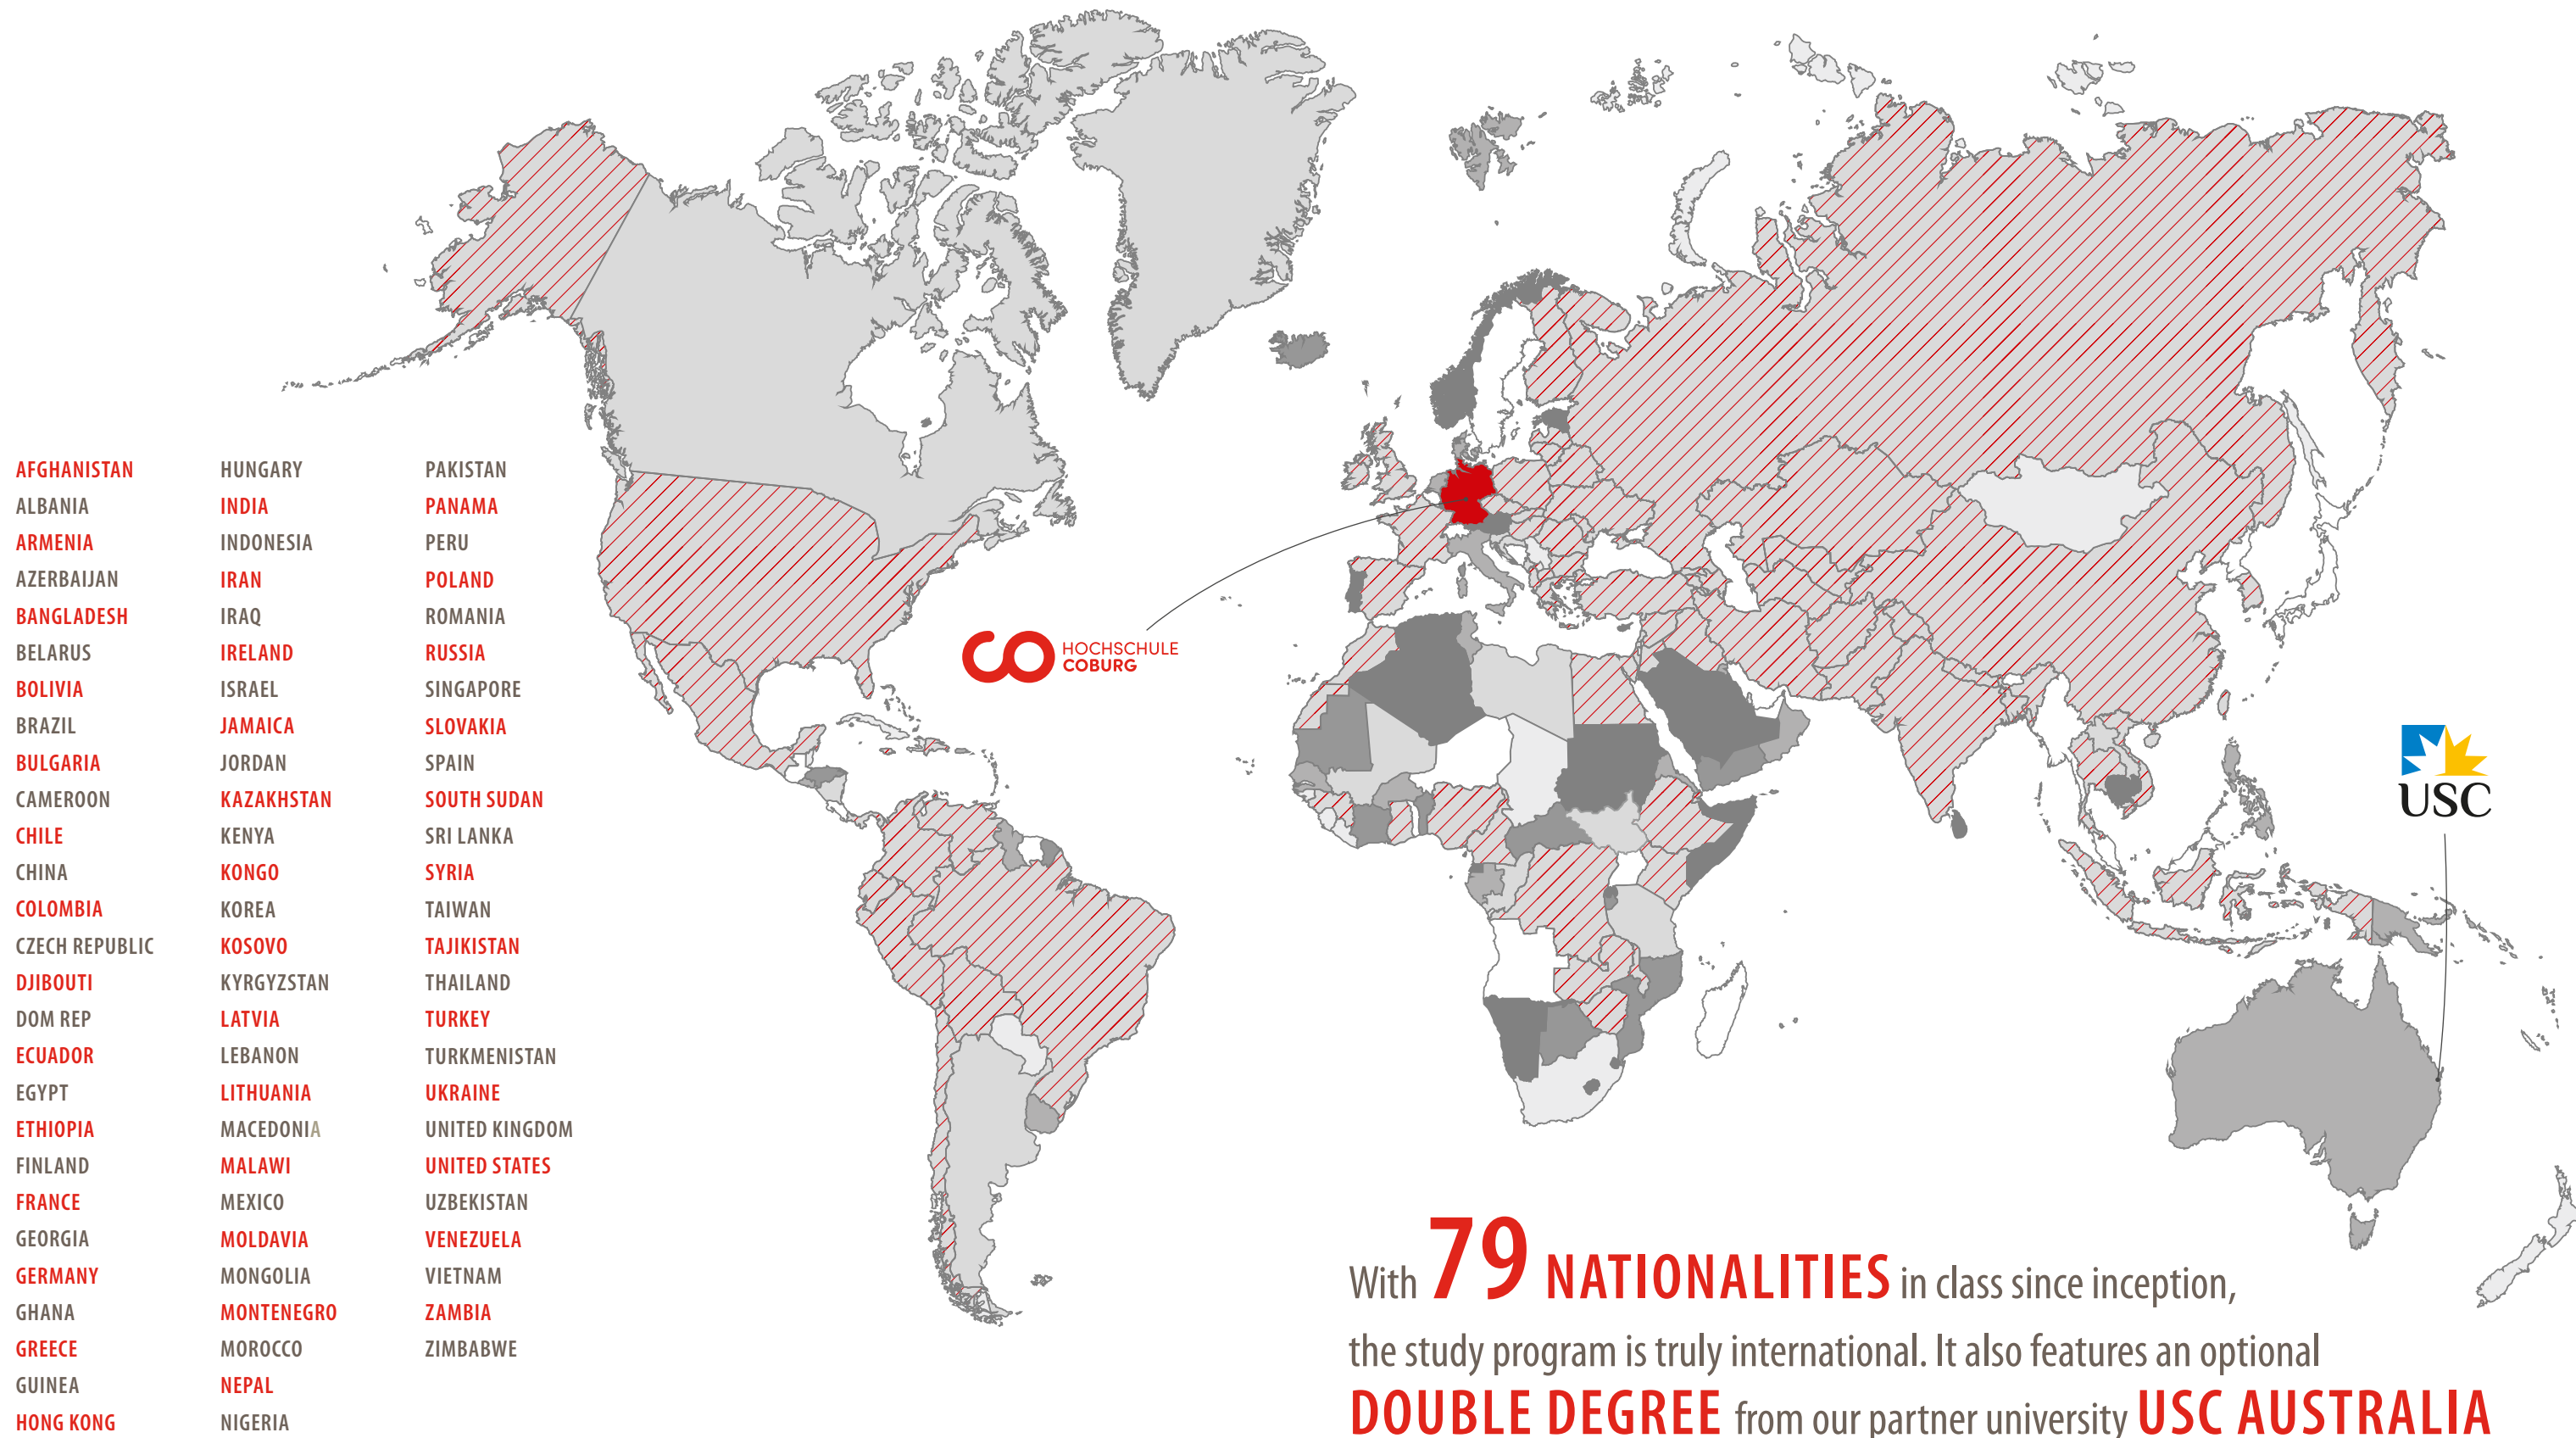 AFGHANISTAN
ALBANIA
ARMENIA
AZERBAIJAN
BANGLADESH
BELARUS
BOLIVIA
BRAZIL
BULGARIA
CAMEROON
CHILE
CHINA
COLOMBIA
CZECH REPUBLIC
DJIBOUTI
DOM REP
ECUADOR
EGYPT
ETHIOPIA
FINLAND
FRANCE
GEORGIA
GERMANY
GHANA
GREECE
GUINEA
HONG KONG
HUNGARY
INDIA
INDONESIA
IRAN
IRAQ
IRELAND
ISRAEL
JAMAICA
JORDAN
KAZAKHSTAN
KENYA
KONGO
KOREA
KOSOVO
KYRGYZSTAN
LATVIA
LEBANON
LITHUANIA
MACEDONIA
MALAWI
MEXICO
MOLDAVIA
MONGOLIA
MONTENEGRO
MOROCCO
NEPAL
NIGERIA
PAKISTAN
PANAMA
PERU
POLAND
ROMANIA
RUSSIA
SINGAPORE
SLOVAKIA
SPAIN
SOUTH SUDAN
SRI LANKA
SYRIA
TAIWAN
TAJIKISTAN
THAILAND
TURKEY
TURKMENISTAN
UKRAINE
UNITED KINGDOM
UNITED STATES
UZBEKISTAN
VENEZUELA
VIETNAM
ZAMBIA
ZIMBABWE
CO HOCHSCHULE
COBURG
USC
With 79 NATIONALITIES in class since inception,
the study program is truly international. It also features an optional
DOUBLE DEGREE from our partner university USC AUSTRALIA